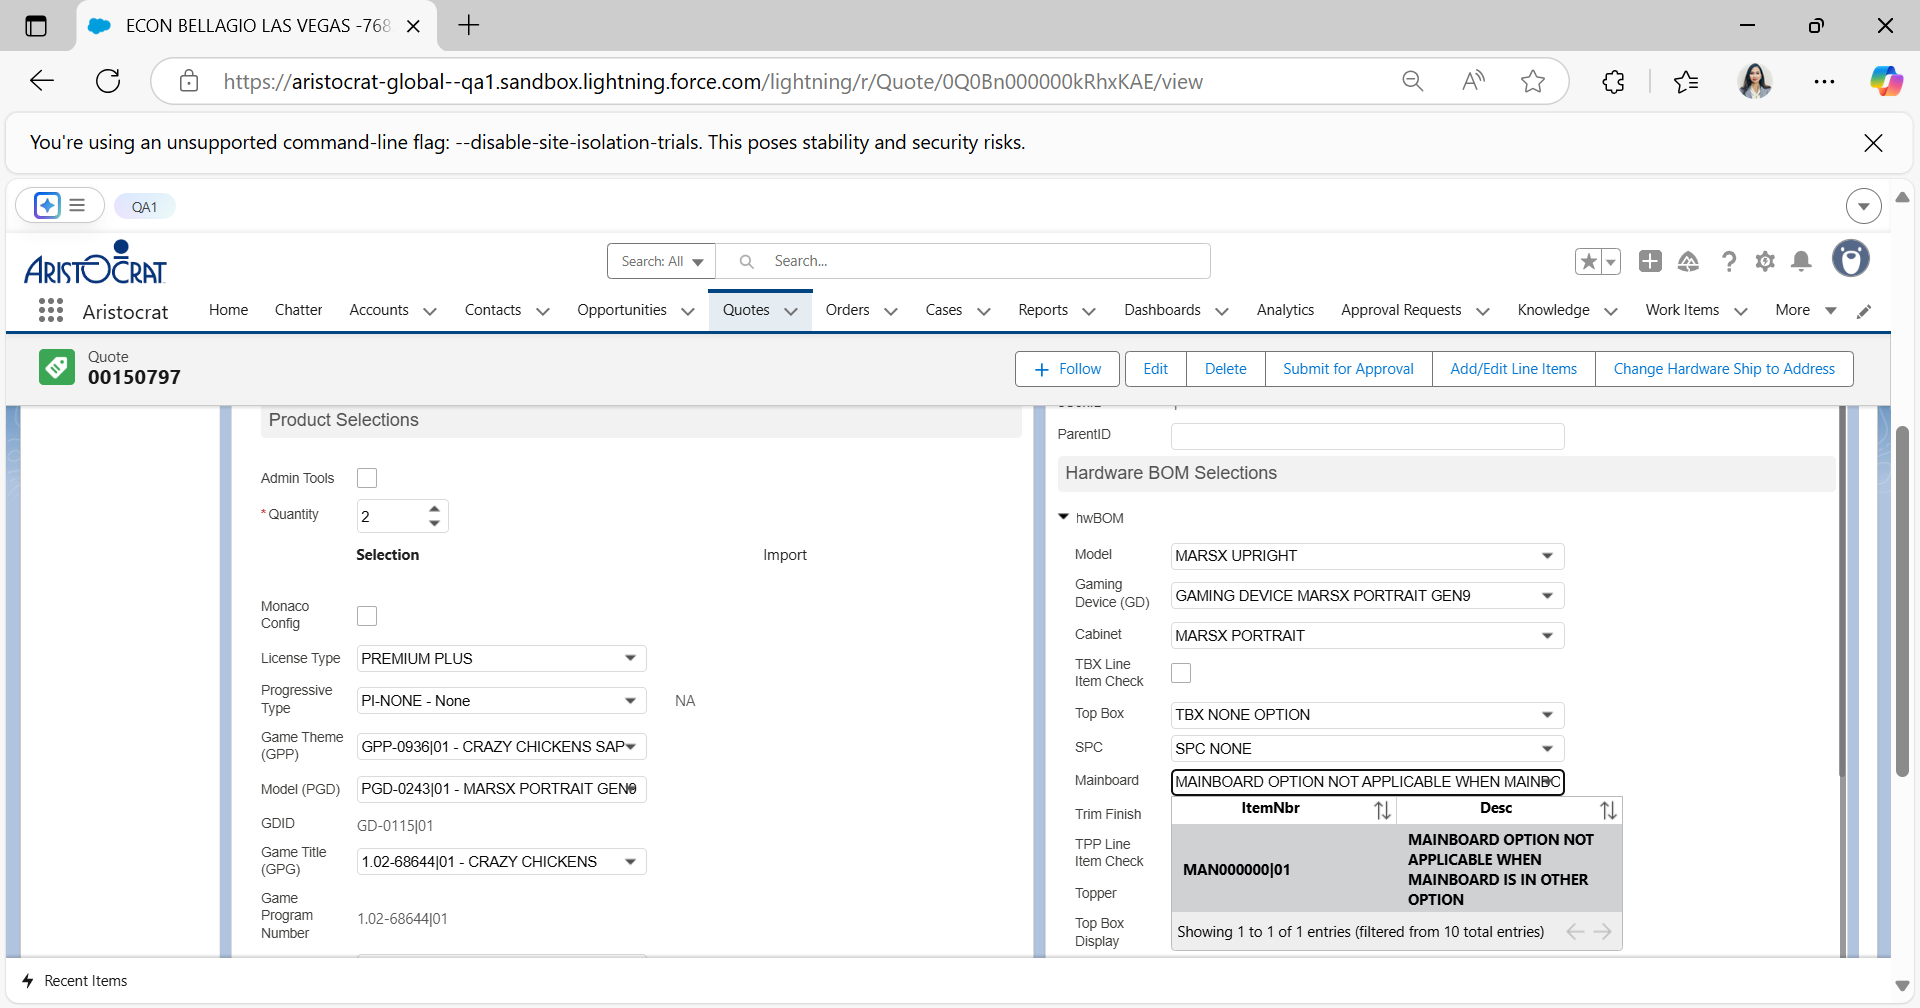 ECON BELLAGIO LAS VEGAS -768
https://aristocrat-global--qa1.sandbox.lightning.force.com/lightning/r/Quote/0Q0Bn000000kRhxKAE/view
You're using an unsupported command-line flag: --disable-site-isolation-trials. This poses stability and security risks.
QA1
ARISTOCRAT
Search: All
Search...
Aristocrat
Home
Chatter
Accounts
Contacts
Opportunities
Quotes
Orders
Cases
Reports
Dashboards
Analytics
Approval Requests
Knowledge
Work Items
More
Quote
00150797
Follow
Edit
Delete
Submit for Approval
Add/Edit Line Items
Change Hardware Ship to Address
Product Selections
Admin Tools
*Quantity
2
Selection
Import
Monaco
Config
License Type
PREMIUM PLUS
Progressive
Type
PI-NONE - None
NA
Game Theme
(GPP)
GPP-0936|01 - CRAZY CHICKENS SAP
Model (PGD)
PGD-0243|01 - MARSX PORTRAIT GEN9
GDID
GD-0115|01
Game Title
(GPG)
1.02-68644|01 - CRAZY CHICKENS
Game
Program
Number
1.02-68644|01
ParentID
Hardware BOM Selections
hwBOM
Model
MARSX UPRIGHT
Gaming
Device (GD)
GAMING DEVICE MARSX PORTRAIT GEN9
Cabinet
MARSX PORTRAIT
TBX Line
Item Check
Top Box
TBX NONE OPTION
SPC
SPC NONE
Mainboard
MAINBOARD OPTION NOT APPLICABLE WHEN MAINBO
Trim Finish
TPP Line
Item Check
Topper
Top Box
Display
ItemNbr
Desc
MAN000000|01
MAINBOARD OPTION NOT
APPLICABLE WHEN
MAINBOARD IS IN OTHER
OPTION
Showing 1 to 1 of 1 entries (filtered from 10 total entries)
Recent Items